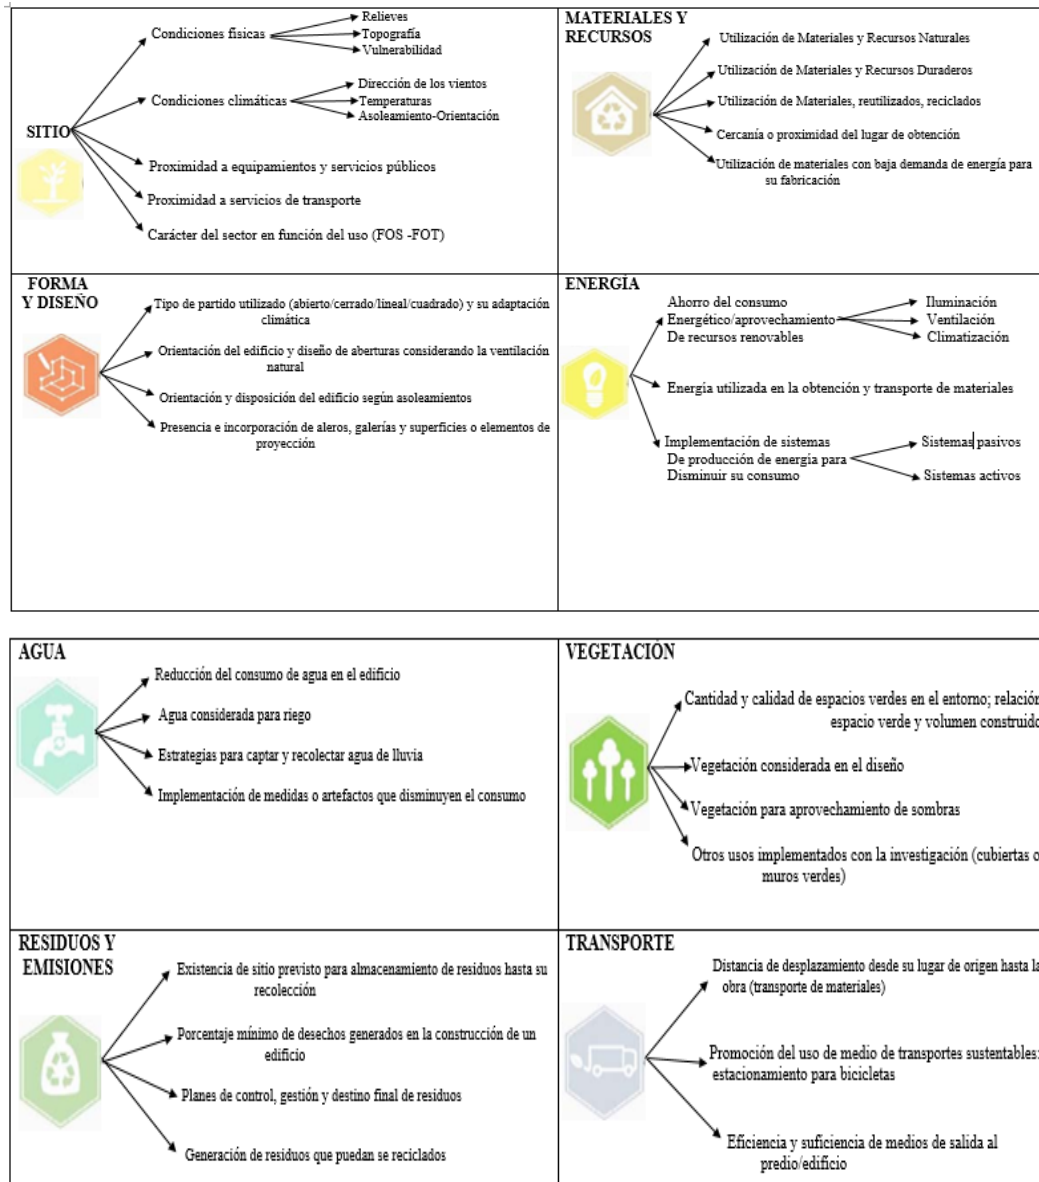 SITIO
Condiciones físicas
Relieves
Topografía
Vulnerabilidad
Condiciones climáticas
Dirección de los vientos
Temperaturas
Asoleamiento-Orientación
Proximidad a equipamientos y servicios públicos
Proximidad a servicios de transporte
Carácter del sector en función del uso (FOS -FOT)
MATERIALES Y
RECURSOS
Utilización de Materiales y Recursos Naturales
Utilización de Materiales y Recursos Duraderos
Utilización de Materiales, reutilizados, reciclados
Cercanía o proximidad del lugar de obtención
Utilización de materiales con baja demanda de energía para
su fabricación
FORMA
Y DISEÑO
Tipo de partido utilizado (abierto/cerrado/lineal/cuadrado) y su adaptación
climática
Orientación del edificio y diseño de aberturas considerando la ventilación
natural
Orientación y disposición del edificio según asoleamientos
Presencia e incorporación de aleros, galerías y superficies o elementos de
proyección
ENERGÍA
Ahorro del consumo
Energético/aprovechamiento
De recursos renovables
Iluminación
Ventilación
Climatización
Energía utilizada en la obtención y transporte de materiales
Implementación de sistemas
De producción de energía para
Disminuir su consumo
Sistemas pasivos
Sistemas activos
AGUA
Reducción del consumo de agua en el edificio
Agua considerada para riego
Estrategias para captar y recolectar agua de lluvia
Implementación de medidas o artefactos que disminuyen el consumo
VEGETACIÓN
Cantidad y calidad de espacios verdes en el entorno; relación
espacio verde y volumen construido
Vegetación considerada en el diseño
Vegetación para aprovechamiento de sombras
Otros usos implementados con la investigación (cubiertas o
muros verdes)
RESIDUOS Y
EMISIONES
Existencia de sitio previsto para almacenamiento de residuos hasta su
recolección
Porcentaje mínimo de desechos generados en la construcción de un
edificio
Planes de control, gestión y destino final de residuos
Generación de residuos que puedan se reciclados
TRANSPORTE
Distancia de desplazamiento desde su lugar de origen hasta la
obra (transporte de materiales)
Promoción del uso de medio de transportes sustentables:
estacionamiento para bicicletas
Eficiencia y suficiencia de medios de salida al
predio/edificio